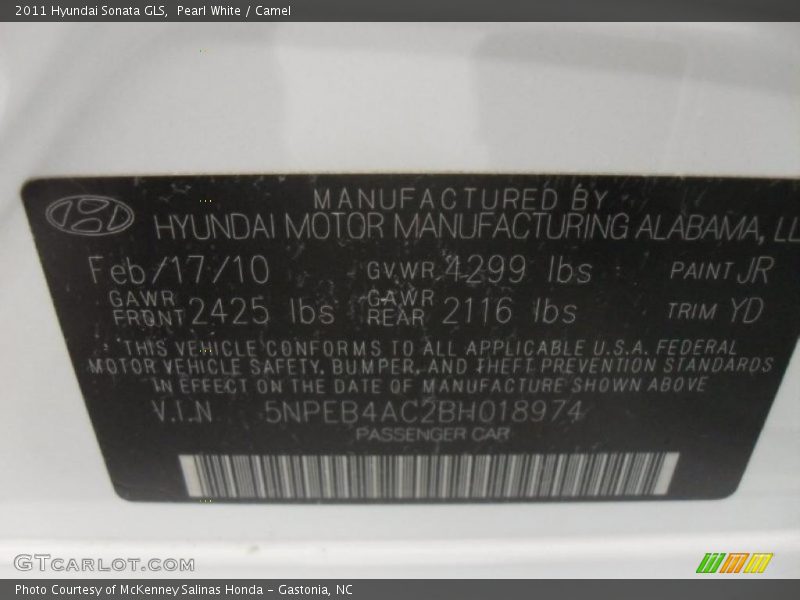 2011 Hyundai Sonata GLS, Pearl White / Camel
MANUFACTURED BY
HYUNDAI MOTOR MANUFACTURING ALABAMA, LL
Feb/17/10 GVWR 4299 lbs PAINT JR
GAWR FRONT 2425 lbs GAWR REAR 2116 lbs TRIM YD
THIS VEHICLE CONFORMS TO ALL APPLICABLE U.S.A. FEDERAL
MOTOR VEHICLE SAFETY, BUMPER, AND THEFT PREVENTION STANDARDS
IN EFFECT ON THE DATE OF MANUFACTURE SHOWN ABOVE
V.I.N 5NPEB4AC2BH018974
PASSENGER CAR
GTCARLOT.COM
Photo Courtesy of McKenney Salinas Honda - Gastonia, NC